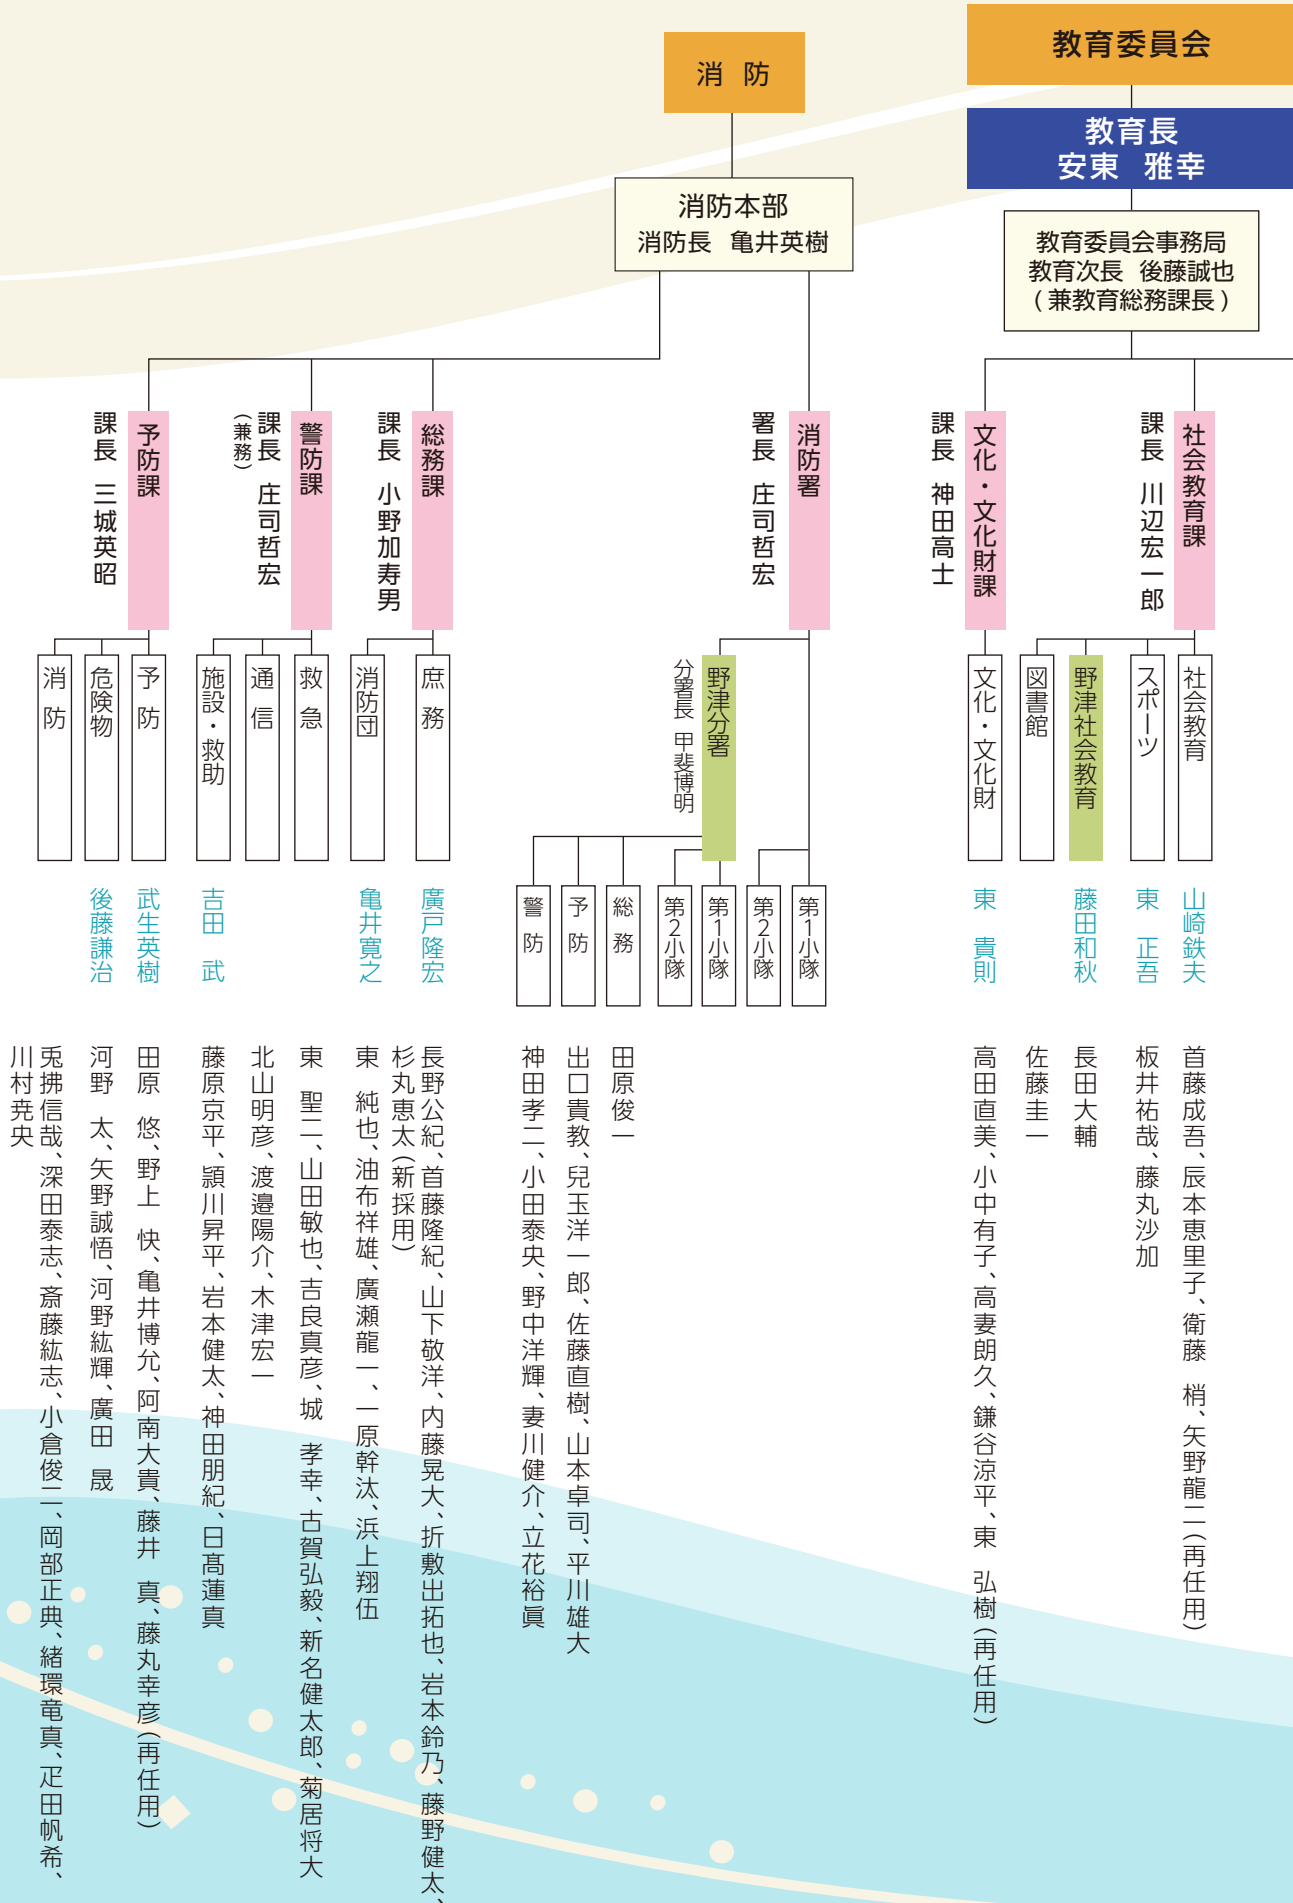 教育委員会
教育長
安東 雅幸
教育委員会事務局
教育次長 後藤誠也
(兼教育総務課長)
社会教育課
課長 川辺宏一郎
社会教育
山崎鉄夫
首藤成吾、辰本恵里子、衛藤 梢、矢野龍二(再任用)
スポーツ
東 正吾
板井祐哉、藤丸沙加
野津社会教育
藤田和秋
長田大輔
図書館
佐藤圭一
文化・文化財課
課長 神田高士
文化・文化財
東 貴則
高田直美、小中有子、高妻朗久、鎌谷涼平、東 弘樹(再任用)
消 防
消防本部
消防長 亀井英樹
消防署
署長 庄司哲宏
第1小隊
第2小隊
野津分署
分署長 甲斐博明
第1小隊
第2小隊
総 務
田原俊一
予 防
出口貴教、兒玉洋一郎、佐藤直樹、山本卓司、平川雄大
警 防
神田孝二、小田泰央、野中洋輝、妻川健介、立花裕眞
総務課
課長 小野加寿男
庶 務
廣戸隆宏
長野公紀、首藤隆紀、山下敬洋、内藤晃大、折敷出拓也、岩本鈴乃、藤野健太、
杉丸恵太(新採用)
消防団
亀井寛之
東 純也、油布祥雄、廣瀬龍一、一原幹汰、浜上翔伍
警防課
課長 庄司哲宏
(兼務)
救 急
東 聖二、山田敏也、吉良真彦、城 孝幸、古賀弘毅、新名健太郎、菊居将大
通 信
北山明彦、渡邉陽介、木津宏一
施設・救助
吉田 武
藤原京平、頴川昇平、岩本健太、神田朋紀、日髙蓮真
予防課
課長 三城英昭
予 防
武生英樹
田原 悠、野上 快、亀井博允、阿南大貴、藤井 真、藤丸幸彦(再任用)
危険物
後藤謙治
河野 太、矢野誠悟、河野紘輝、廣田 晟
消 防
兎拂信哉、深田泰志、斎藤紘志、小倉俊二、岡部正典、緒環竜真、疋田帆希、
川村尭央